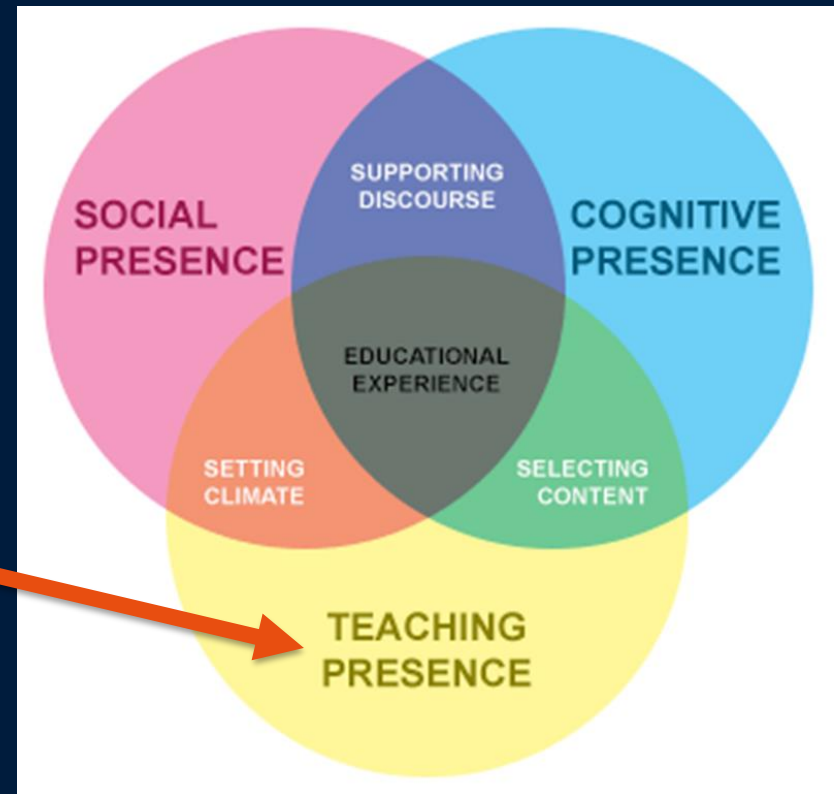 SUPPORTING
DISCOURSE
SOCIAL
PRESENCE
COGNITIVE
PRESENCE
EDUCATIONAL
EXPERIENCE
SETTING
CLIMATE
SELECTING
CONTENT
TEACHING
PRESENCE